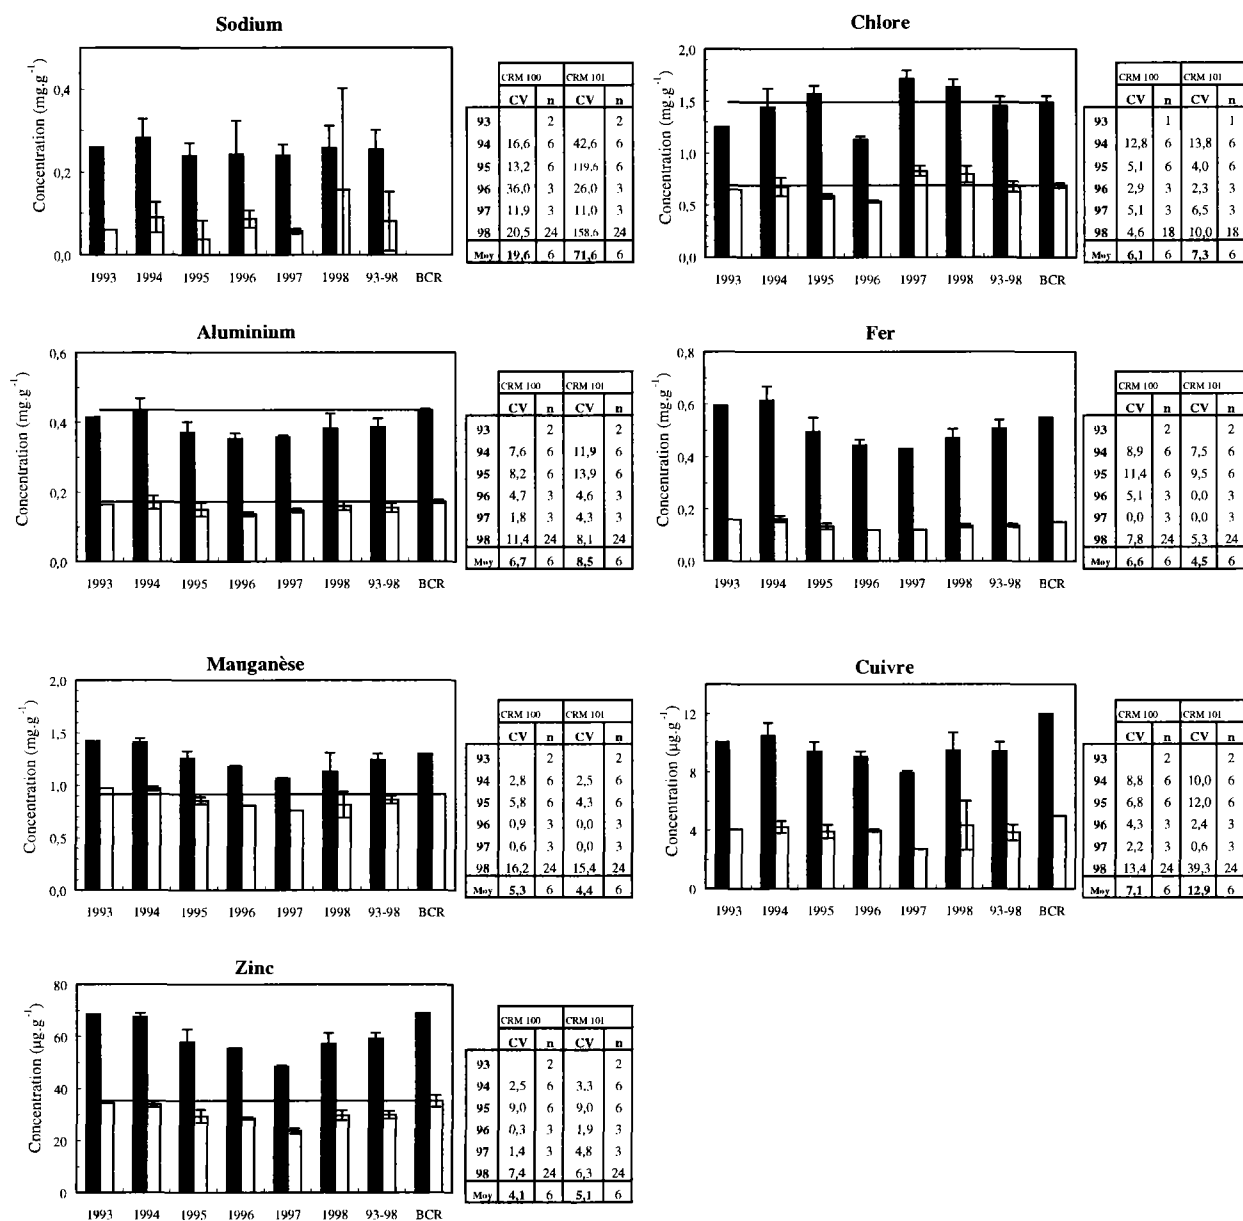 Sodium
Concentration (mg.g-1)
0,4
0,2
0,0
1993 1994 1995 1996 1997 1998 93-98 BCR
CRM 100 CRM 101
CV n CV n
93 2 2
94 16,6 6 42,6 6
95 13,2 6 119,6 6
96 36,0 3 26,0 3
97 11,9 3 11,0 3
98 20,5 24 158,6 24
Moy 19,6 6 71,6 6
Chlore
Concentration (mg.g-1)
2,0
1,5
1,0
0,5
0,0
1993 1994 1995 1996 1997 1998 93-98 BCR
CRM 100 CRM 101
CV n CV n
93 1 1
94 12,8 6 13,8 6
95 5,1 6 4,0 6
96 2,9 3 2,3 3
97 5,1 3 6,5 3
98 4,6 18 10,0 18
Moy 6,1 6 7,3 6
Aluminium
Concentration (mg.g-1)
0,6
0,4
0,2
0,0
1993 1994 1995 1996 1997 1998 93-98 BCR
CRM 100 CRM 101
CV n CV n
93 2 2
94 7,6 6 11,9 6
95 8,2 6 13,9 6
96 4,7 3 4,6 3
97 1,8 3 4,3 3
98 11,4 24 8,1 24
Moy 6,7 6 8,5 6
Fer
Concentration (mg.g-1)
0,8
0,6
0,4
0,2
0,0
1993 1994 1995 1996 1997 1998 93-98 BCR
CRM 100 CRM 101
CV n CV n
93 2 2
94 8,9 6 7,5 6
95 11,4 6 9,5 6
96 5,1 3 0,0 3
97 0,0 3 0,0 3
98 7,8 24 5,3 24
Moy 6,6 6 4,5 6
Manganèse
Concentration (mg.g-1)
2,0
1,5
1,0
0,5
0,0
1993 1994 1995 1996 1997 1998 93-98 BCR
CRM 100 CRM 101
CV n CV n
93 2 2
94 2,8 6 2,5 6
95 5,8 6 4,3 6
96 0,9 3 0,0 3
97 0,6 3 0,0 3
98 16,2 24 15,4 24
Moy 5,3 6 4,4 6
Cuivre
Concentration (µg.g-1)
12
8
4
0
1993 1994 1995 1996 1997 1998 93-98 BCR
CRM 100 CRM 101
CV n CV n
93 2 2
94 8,8 6 10,0 6
95 6,8 6 12,0 6
96 4,3 3 2,4 3
97 2,2 3 0,6 3
98 13,4 24 39,3 24
Moy 7,1 6 12,9 6
Zinc
Concentration (µg.g-1)
80
60
40
20
0
1993 1994 1995 1996 1997 1998 93-98 BCR
CRM 100 CRM 101
CV n CV n
93 2 2
94 2,5 6 3,3 6
95 9,0 6 9,0 6
96 0,3 3 1,9 3
97 1,4 3 4,8 3
98 7,4 24 6,3 24
Moy 4,1 6 5,1 6